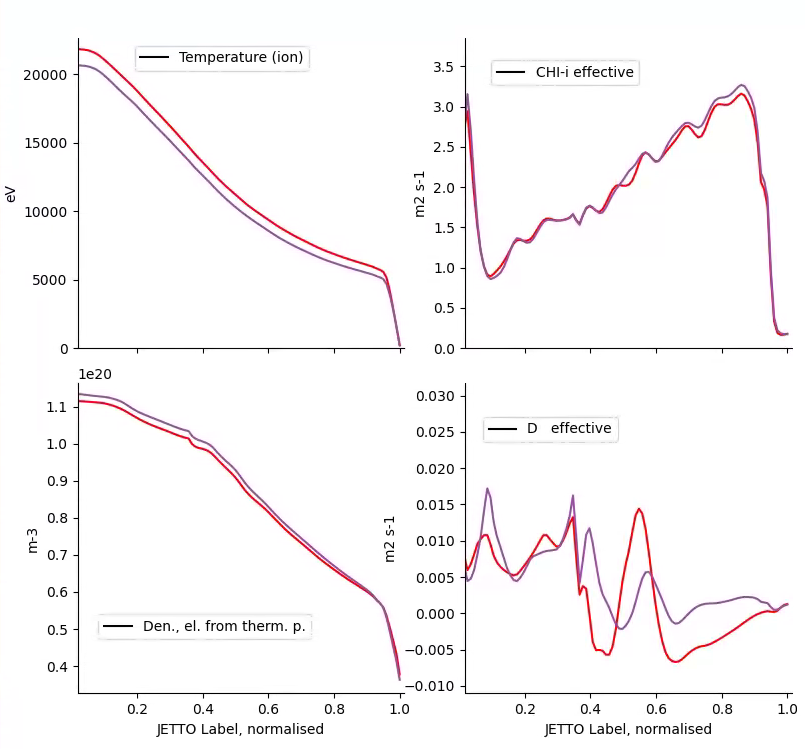 Temperature (ion)
20000
15000
10000
5000
0
eV
CHI-i effective
3.5
3.0
2.5
2.0
1.5
1.0
0.5
0.0
m2 s-1
1e20
1.1
1.0
0.9
0.8
0.7
0.6
0.5
0.4
m-3
Den., el. from therm. p.
0.2 0.4 0.6 0.8 1.0
JETTO Label, normalised
0.030
0.025
0.020
0.015
0.010
0.005
0.000
−0.005
−0.010
m2 s-1
D effective
0.2 0.4 0.6 0.8 1.0
JETTO Label, normalised